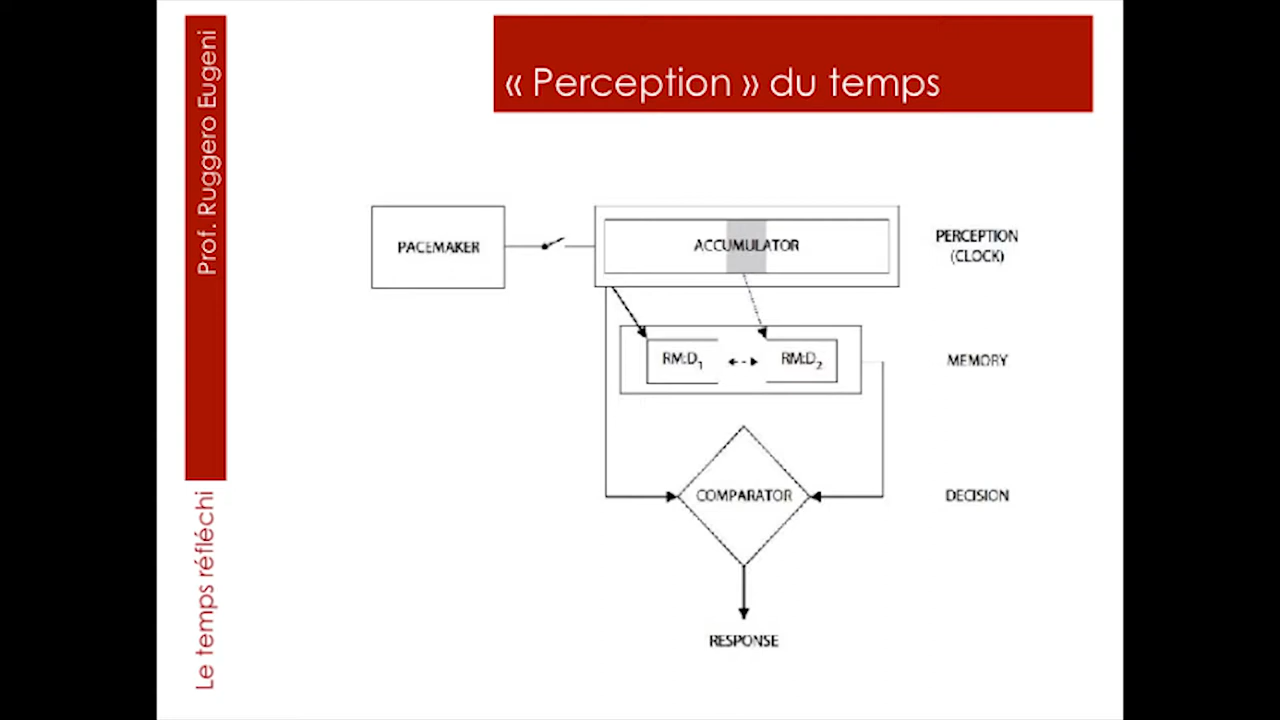 Prof. Ruggero Eugeni
Le temps réfléchi
« Perception » du temps
PACEMAKER
ACCUMULATOR
PERCEPTION
(CLOCK)
RM:D1
RM:D2
MEMORY
COMPARATOR
DECISION
RESPONSE